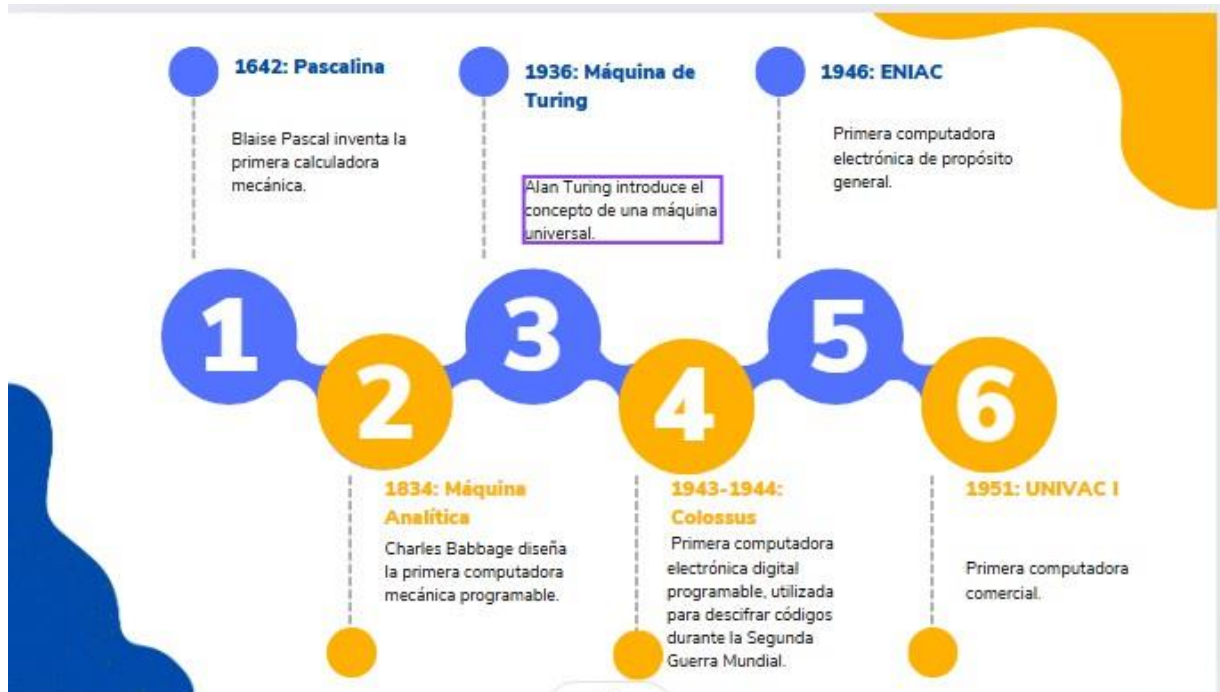 1642: Pascalina
Blaise Pascal inventa la
primera calculadora
mecánica.
1936: Máquina de
Turing
Alan Turing introduce el
concepto de una máquina
universal.
1946: ENIAC
Primera computadora
electrónica de propósito
general.
1
2
3
4
5
6
1834: Máquina
Analítica
Charles Babbage diseña
la primera computadora
mecánica programable.
1943-1944:
Colossus
Primera computadora
electrónica digital
programable, utilizada
para descifrar códigos
durante la Segunda
Guerra Mundial.
1951: UNIVAC I
Primera computadora
comercial.